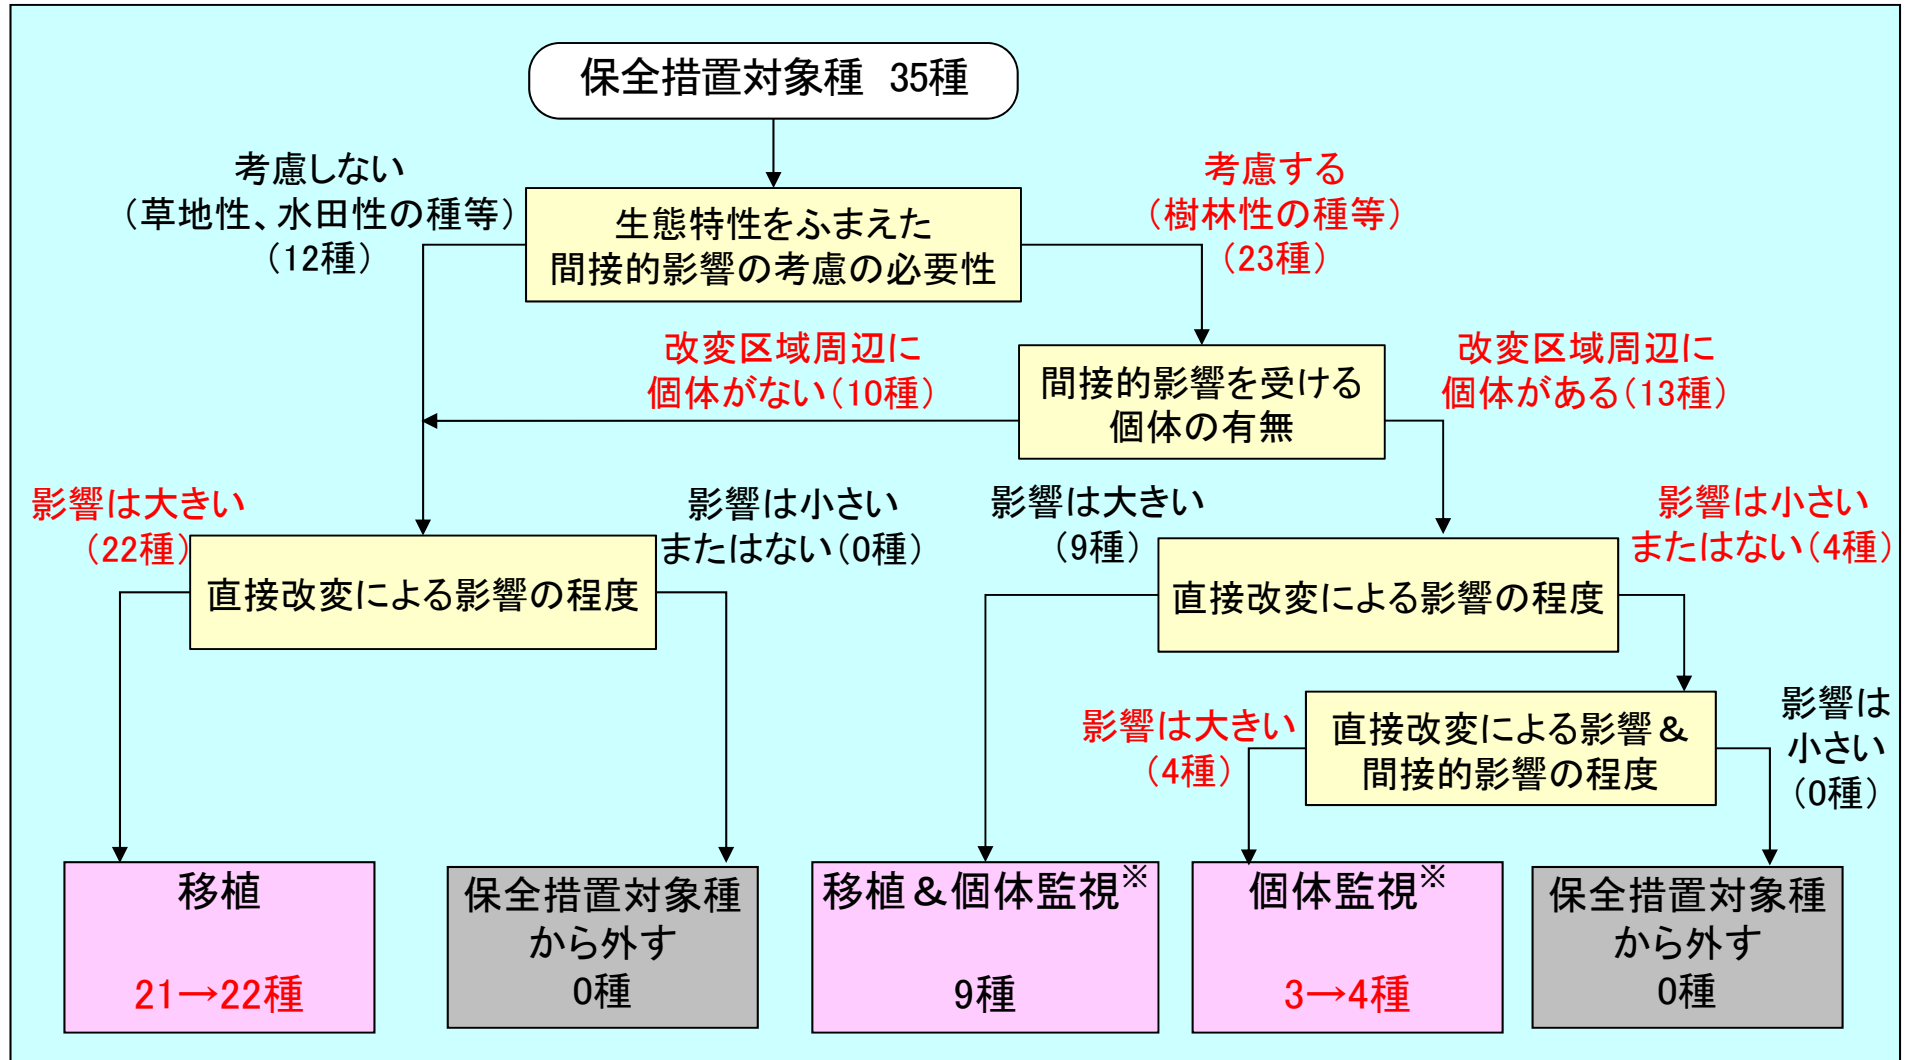 保全措置対象種 35種
考慮しない
(草地性、水田性の種等)
(12種)
考慮する
(樹林性の種等)
(23種)
生態特性をふまえた
間接的影響の考慮の必要性
改変区域周辺に
個体がない(10種)
間接的影響を受ける
個体の有無
改変区域周辺に
個体がある(13種)
影響は大きい
(22種)
影響は小さい
またはない(0種)
直接改変による影響の程度
影響は大きい
(9種)
影響は小さい
またはない(4種)
直接改変による影響の程度
影響は大きい
(4種)
直接改変による影響&
間接的影響の程度
影響は
小さい
(0種)
移植
21→22種
保全措置対象種
から外す
0種
移植&個体監視※
9種
個体監視※
3→4種
保全措置対象種
から外す
0種